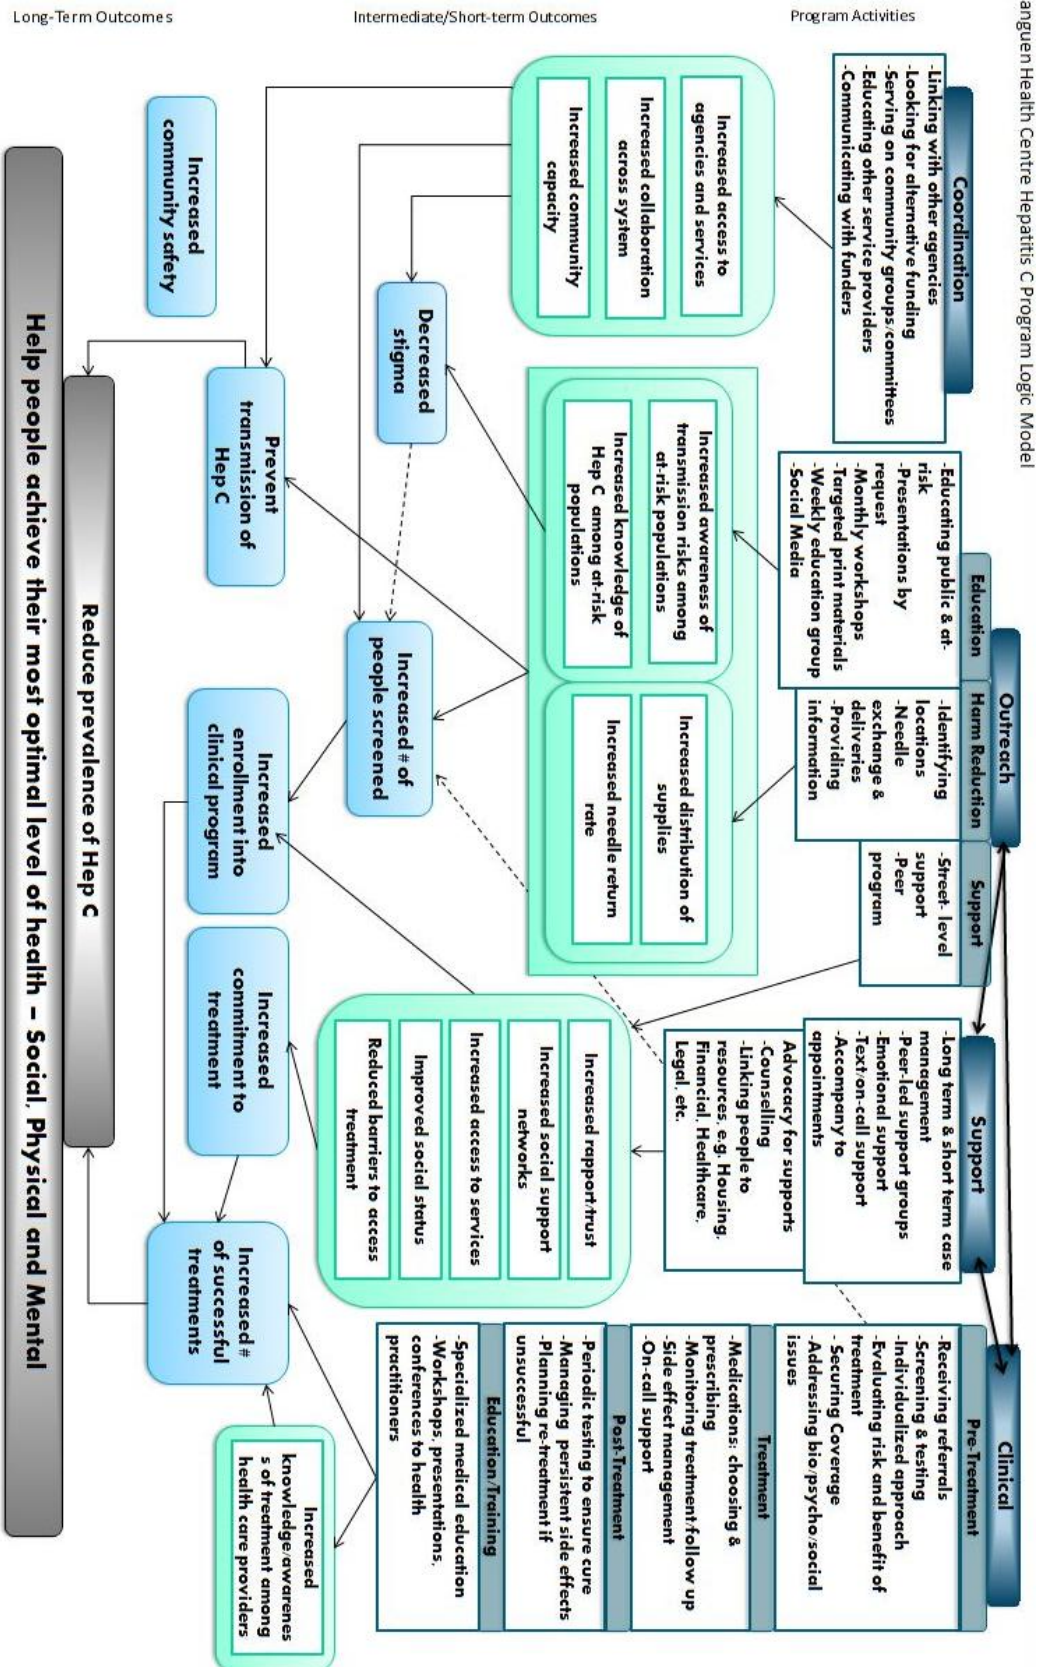 anguen Health Centre Hepatitis C Program Logic Model
Program Activities
Intermediate/Short-term Outcomes
Long-Term Outcomes
Coordination
-Linking with other agencies
-Looking for alternative funding
-Serving on community groups/committees
-Educating other service providers
-Communicating with funders
Outreach
Education
-Educating public & at-
risk
-Presentations by
request
-Monthly workshops
-Targeted print materials
-Weekly education group
-Social Media
Harm Reduction
-Identifying
locations
-Needle
exchange &
deliveries
-Providing
information
Support
-Street- level
support
-Peer
program
Support
-Long term & short term case
management
-Peer-led support groups
-Emotional support
-Text/on-call support
-Accompany to
appointments
Advocacy for supports
-Counselling
-Linking people to
resources, e.g. Housing,
Financial, Healthcare,
Legal, etc.
Clinical
Pre-Treatment
-Receiving referrals
-Screening & testing
-Individualized approach
-Evaluating risk and benefit of
treatment
- Securing Coverage
-Addressing bio/psycho/social
issues
Treatment
-Medications: choosing &
prescribing
-Monitoring treatment/follow up
-Side effect management
-On-call support
Post-Treatment
-Periodic testing to ensure cure
-Managing persistent side effects
-Planning re-treatment if
unsuccessful
Education/Training
-Specialized medical education
-Workshops, presentations,
conferences to health
practitioners
Increased access to
agencies and services
Increased collaboration
across system
Increased community
capacity
Increased awareness of
transmission risks among
at-risk populations
Increased knowledge of
Hep C among at-risk
populations
Increased distribution of
supplies
Increased needle return
rate
Increased rapport/trust
Increased social support
networks
Increased access to services
Improved social status
Reduced barriers to access
treatment
Increased
knowledge/awarenes
s of treatment among
health care providers
Decreased
stigma
Increased # of
people screened
Increased
community safety
Prevent
transmission of
Hep C
Increased
enrollment into
clinical program
Increased
commitment to
treatment
Increased #
of successful
treatments
Reduce prevalence of Hep C
Help people achieve their most optimal level of health – Social, Physical and Mental